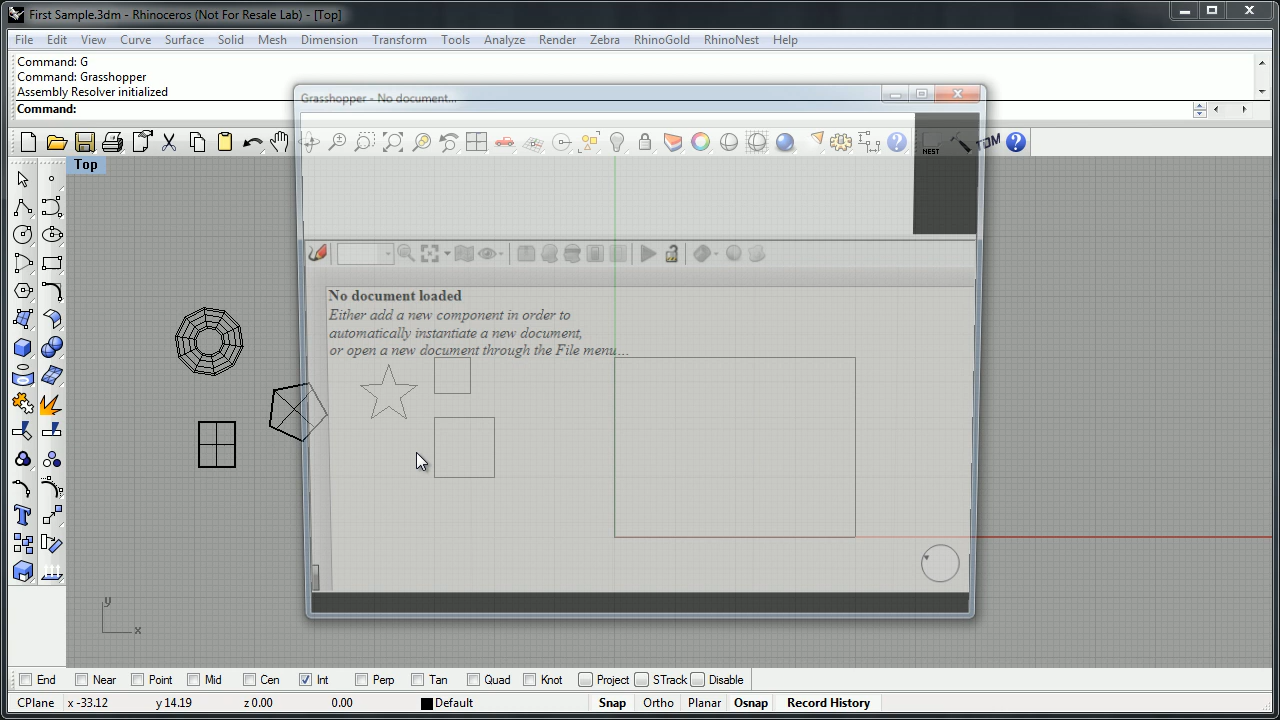 First Sample.3dm - Rhinoceros (Not For Resale Lab) - [Top]
File Edit View Curve Surface Solid Mesh Dimension Transform Tools Analyze Render Zebra RhinoGold RhinoNest Help
Command: G
Command: Grasshopper
Assembly Resolver initialized
Command:
Grasshopper - No document...
NEST
TDM
Top
No document loaded
Either add a new component in order to
automatically instantiate a new document,
or open a new document through the File menu...
y
x
End Near Point Mid Cen Int Perp Tan Quad Knot Project STrack Disable
CPlane x -33.12 y 14.19 z 0.00 0.00 Default Snap Ortho Planar Osnap Record History